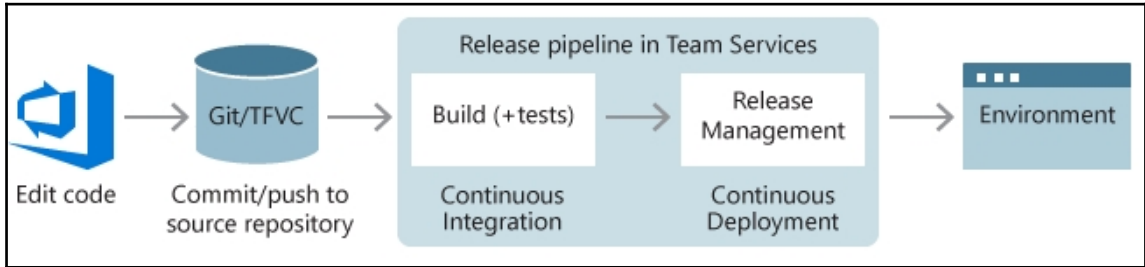 Release pipeline in Team Services
Git/TFVC
Build (+tests)
Release
Management
Environment
Edit code
Commit/push to
source repository
Continuous
Integration
Continuous
Deployment